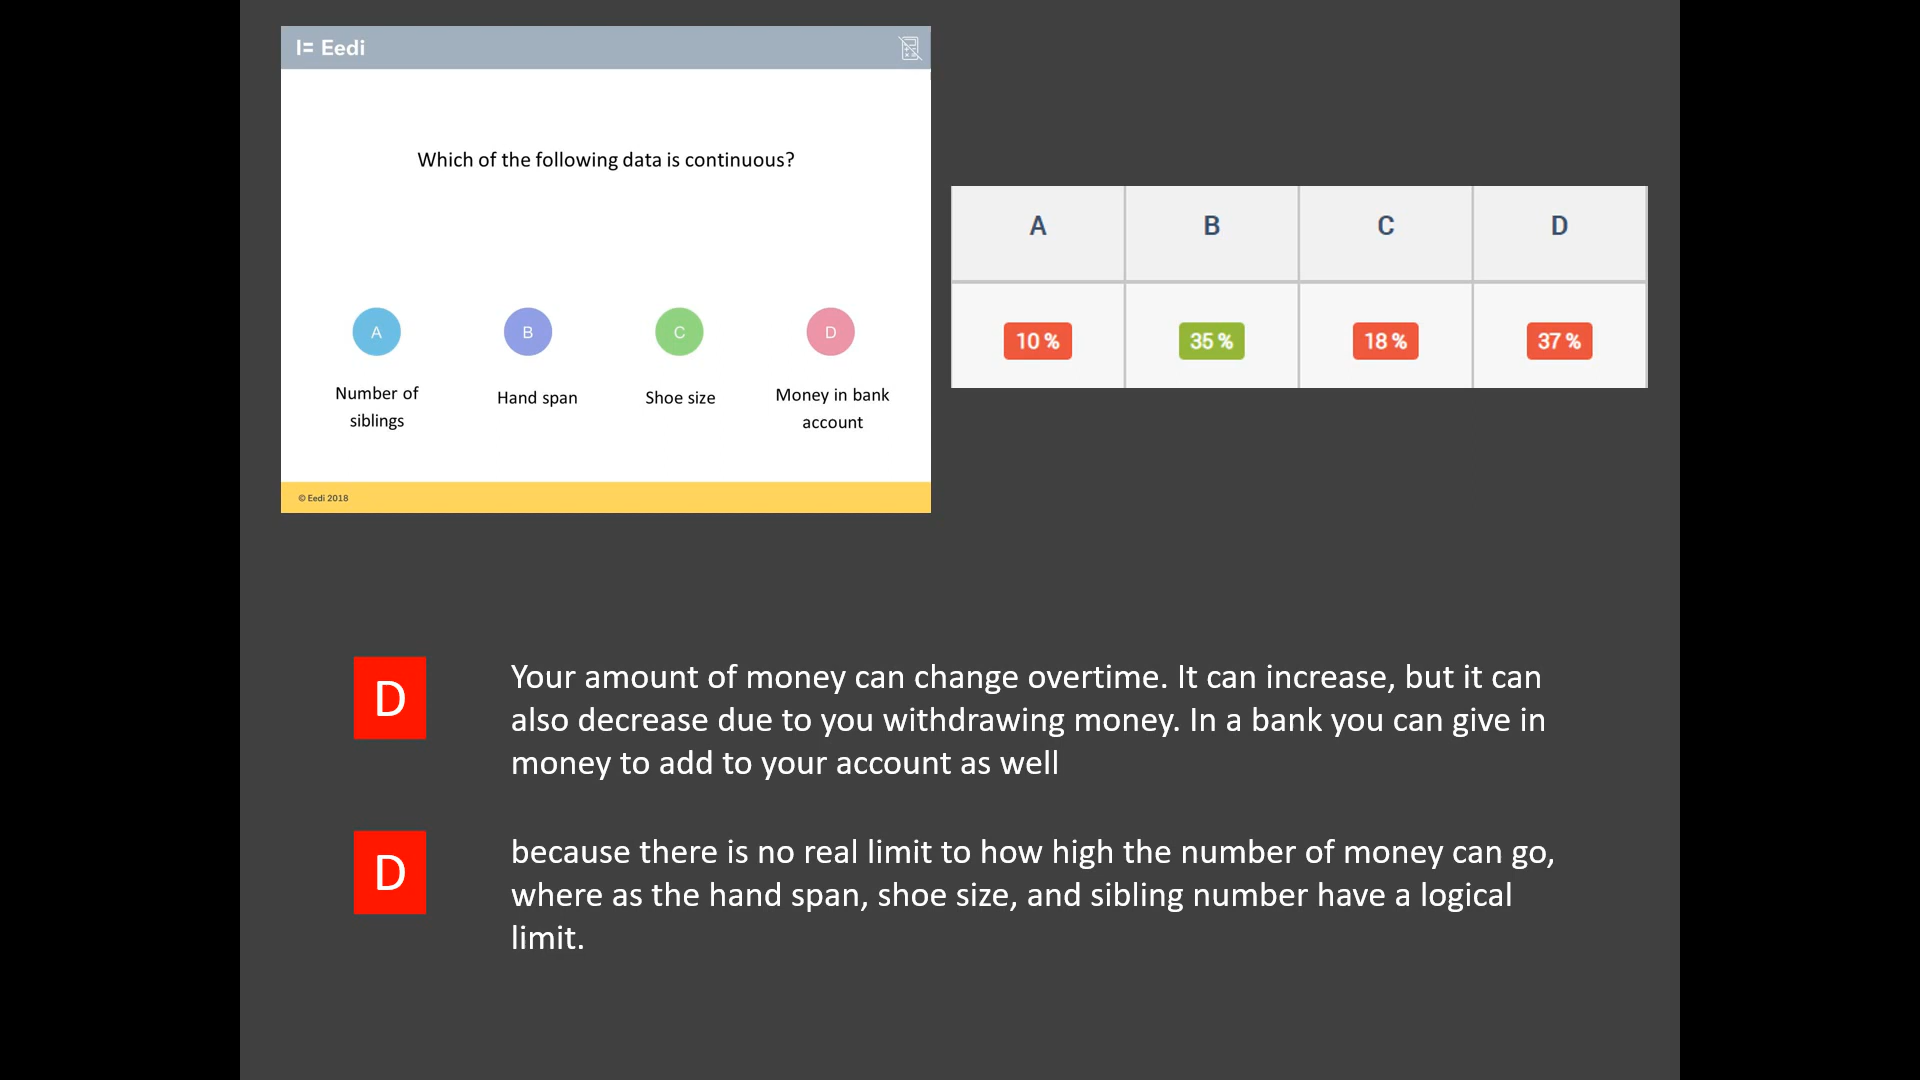 I= Eedi
Which of the following data is continuous?
A
B
C
D
Number of
siblings
Hand span
Shoe size
Money in bank
account
© Eedi 2018
A
B
C
D
10 %
35 %
18 %
37 %
D
Your amount of money can change overtime. It can increase, but it can
also decrease due to you withdrawing money. In a bank you can give in
money to add to your account as well
D
because there is no real limit to how high the number of money can go,
where as the hand span, shoe size, and sibling number have a logical
limit.